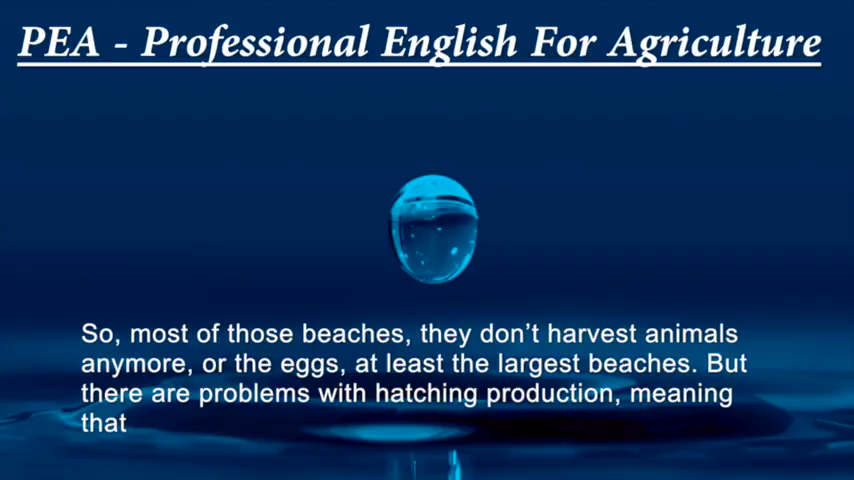 PEA - Professional English For Agriculture
So, most of those beaches, they don’t harvest animals
anymore, or the eggs, at least the largest beaches. But
there are problems with hatching production, meaning
that